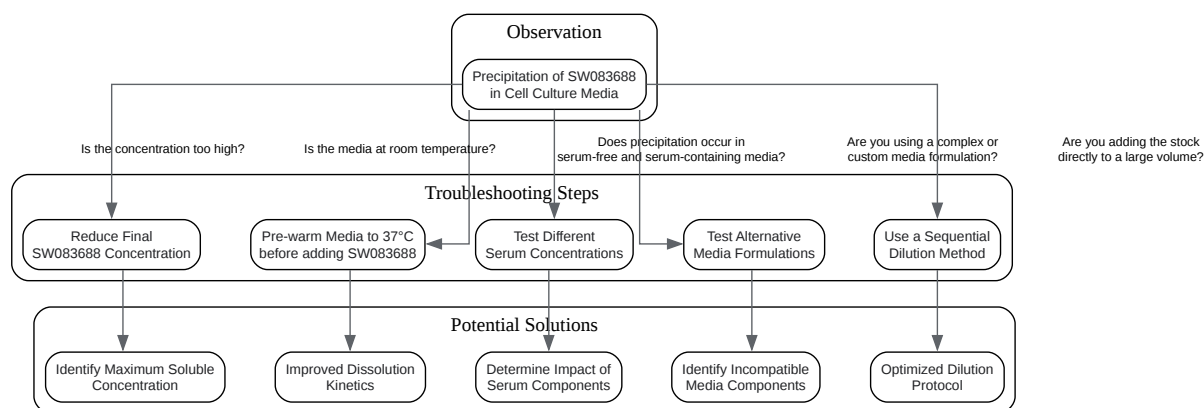 Observation
Precipitation of SW083688
in Cell Culture Media
Is the concentration too high?
Is the media at room temperature?
Does precipitation occur in
serum-free and serum-containing media?
Are you using a complex or
custom media formulation?
Are you adding the stock
directly to a large volume?
Troubleshooting Steps
Reduce Final
SW083688 Concentration
Pre-warm Media to 37°C
before adding SW083688
Test Different
Serum Concentrations
Test Alternative
Media Formulations
Use a Sequential
Dilution Method
Potential Solutions
Identify Maximum Soluble
Concentration
Improved Dissolution
Kinetics
Determine Impact of
Serum Components
Identify Incompatible
Media Components
Optimized Dilution
Protocol